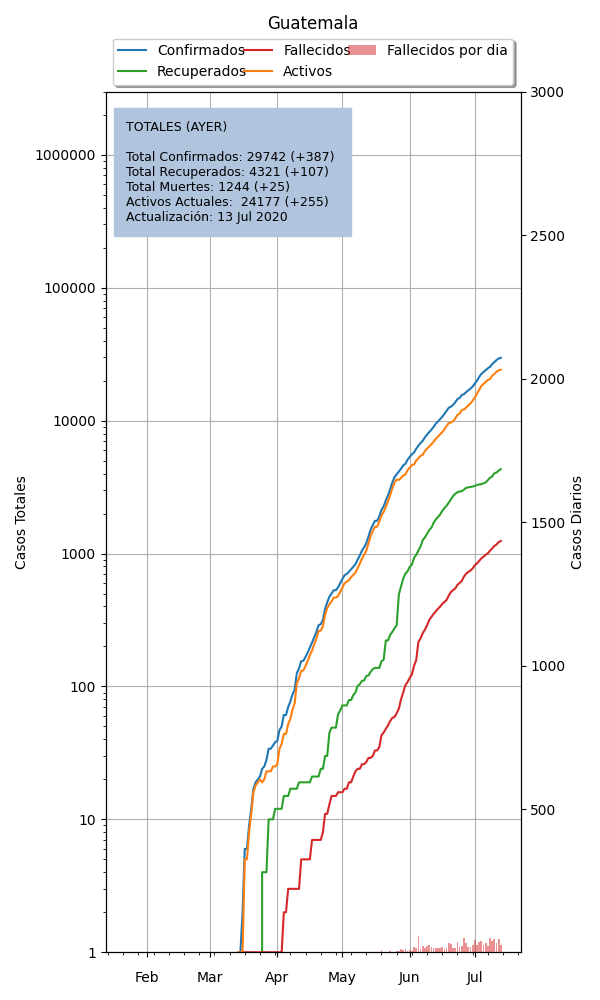 Guatemala
Confirmados Fallecidos Fallecidos por dia
Recuperados Activos
TOTALES (AYER)
Total Confirmados: 29742 (+387)
Total Recuperados: 4321 (+107)
Total Muertes: 1244 (+25)
Activos Actuales: 24177 (+255)
Actualización: 13 Jul 2020
Casos Totales
1000000
100000
10000
1000
100
10
1
3000
2500
2000
1500
1000
500
Casos Diarios
Feb Mar Apr May Jun Jul